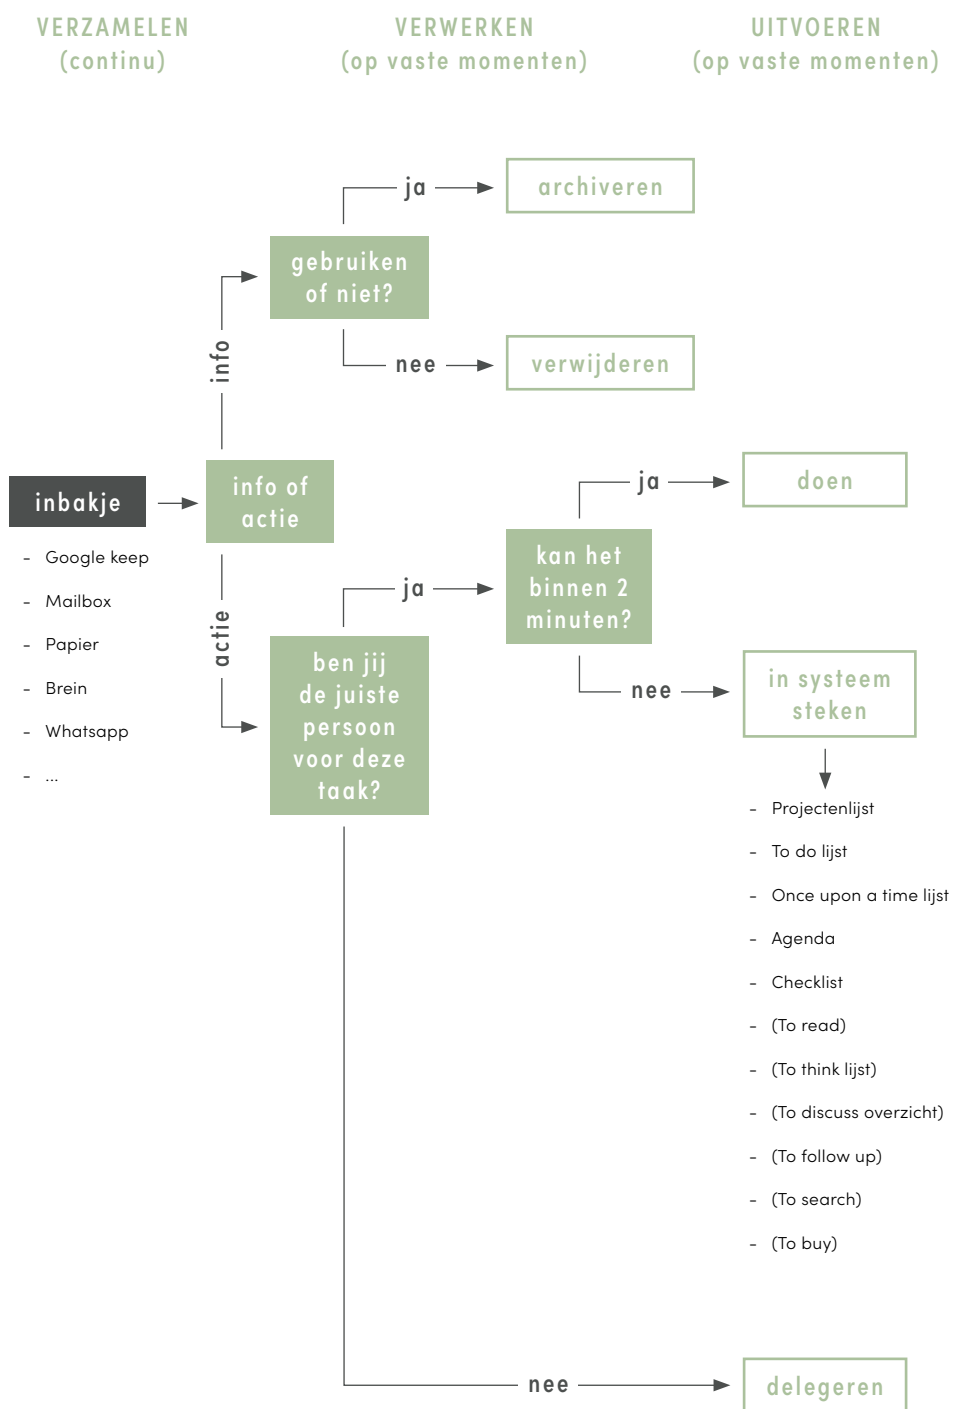 VERZAMELEN
(continu)
VERWERKEN
(op vaste momenten)
UITVOEREN
(op vaste momenten)
ja
archiveren
gebruiken
of niet?
nee
verwijderen
info
inbakje
info of
actie
- Google keep
- Mailbox
- Papier
- Brein
- Whatsapp
- ...
actie
ben jij
de juiste
persoon
voor deze
taak?
ja
kan het
binnen 2
minuten?
ja
doen
nee
in systeem
steken
- Projectenlijst
- To do lijst
- Once upon a time lijst
- Agenda
- Checklist
- (To read)
- (To think lijst)
- (To discuss overzicht)
- (To follow up)
- (To search)
- (To buy)
nee
delegeren